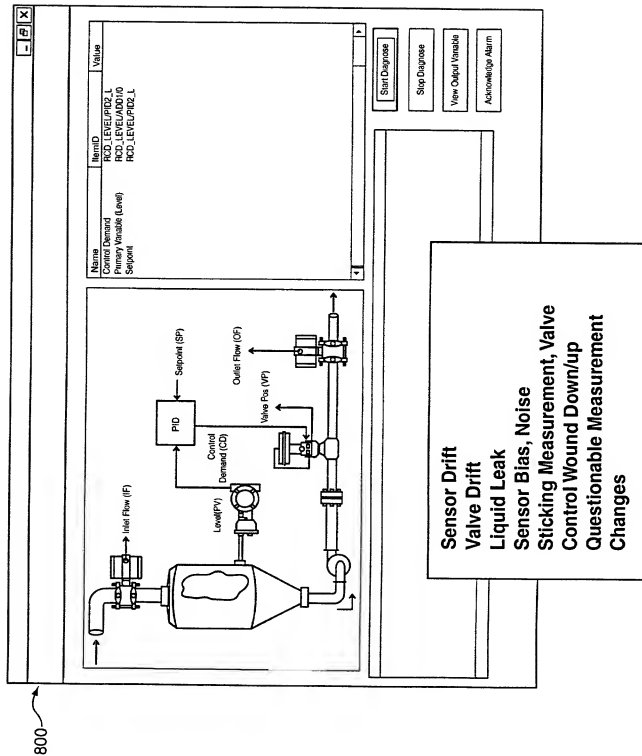 800
Name ItemID Value
Control Demand RCD_LEVEL/PID2_L
Primary Variable (Level) RCD_LEVEL/ADD1/0
Setpoint RCD_LEVEL/PID2_L
Inlet Flow (IF)
Level(PV)
Control
Demand (CD)
PID
Setpoint (SP)
Valve Pos (VP)
Outlet Flow (OF)
Start Diagnose
Stop Diagnose
View Output Variable
Acknowledge Alarm
Sensor Drift
Valve Drift
Liquid Leak
Sensor Bias, Noise
Sticking Measurement, Valve
Control Wound Down/up
Questionable Measurement
Changes